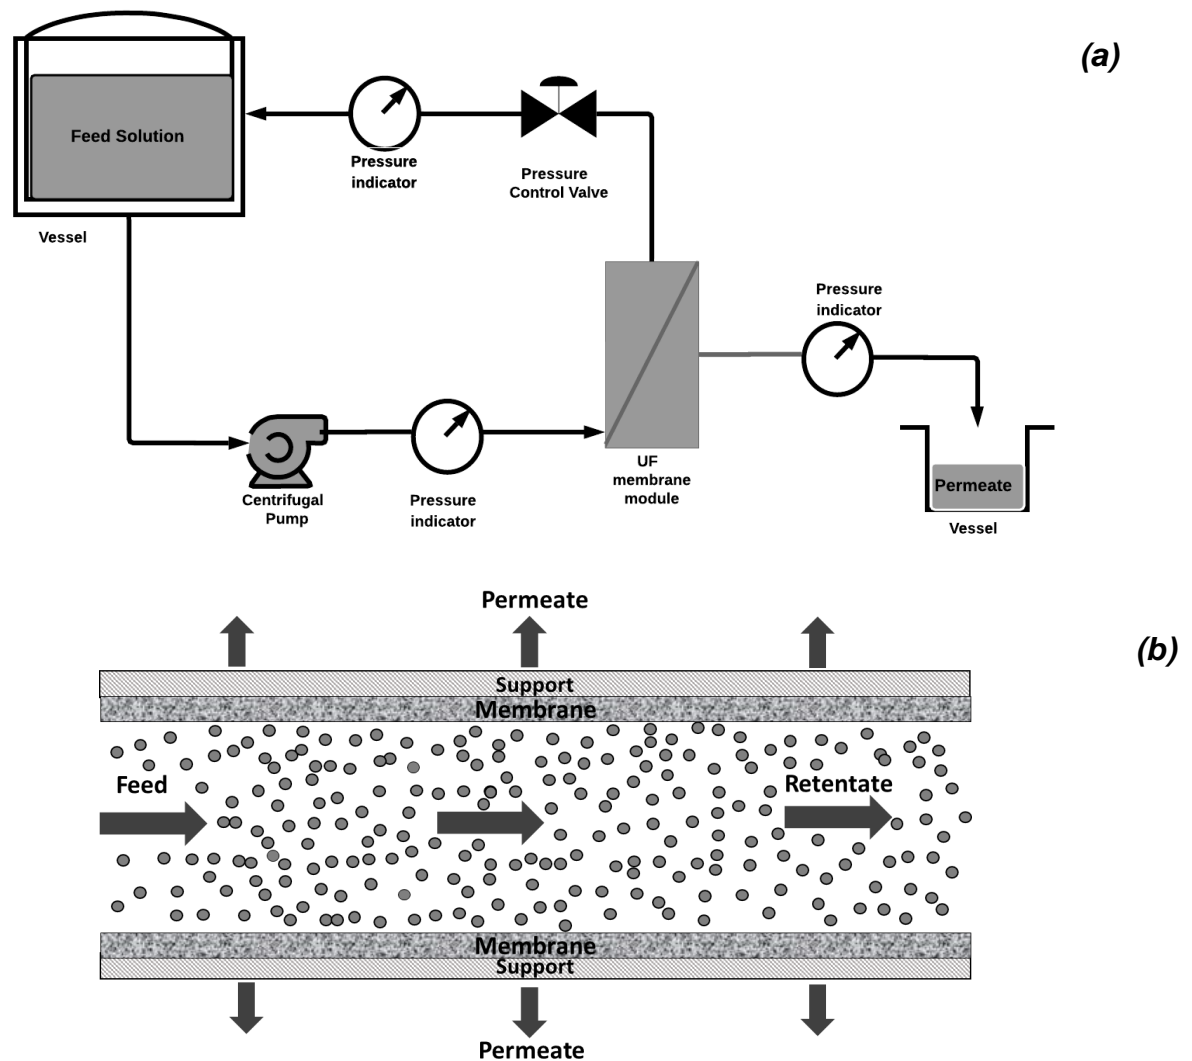 (a)
Feed Solution
Pressure
indicator
Pressure
Control Valve
Vessel
Pressure
indicator
UF
membrane
module
Centrifugal
Pump
Pressure
indicator
Permeate
Vessel
Permeate
(b)
Support
Membrane
Feed
Retentate
Membrane
Support
Permeate